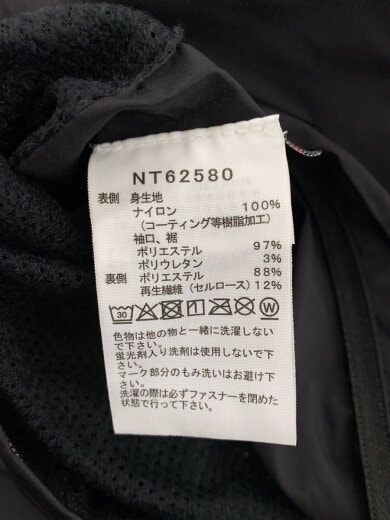 NT62580
表側 身生地
ナイロン 100%
(コーティング等樹脂加工)
袖口、裾
ポリエステル 97%
ポリウレタン 3%
裏側 ポリエステル 88%
再生繊維(セルロース)12%
30 W
色物は他の物と一緒に洗濯しない
で下さい。
蛍光剤入り洗剤は使用しないで下
さい。
マーク部分のもみ洗いはお避け下
さい。
洗濯の際は必ずファスナーを閉めた
状態で行って下さい。